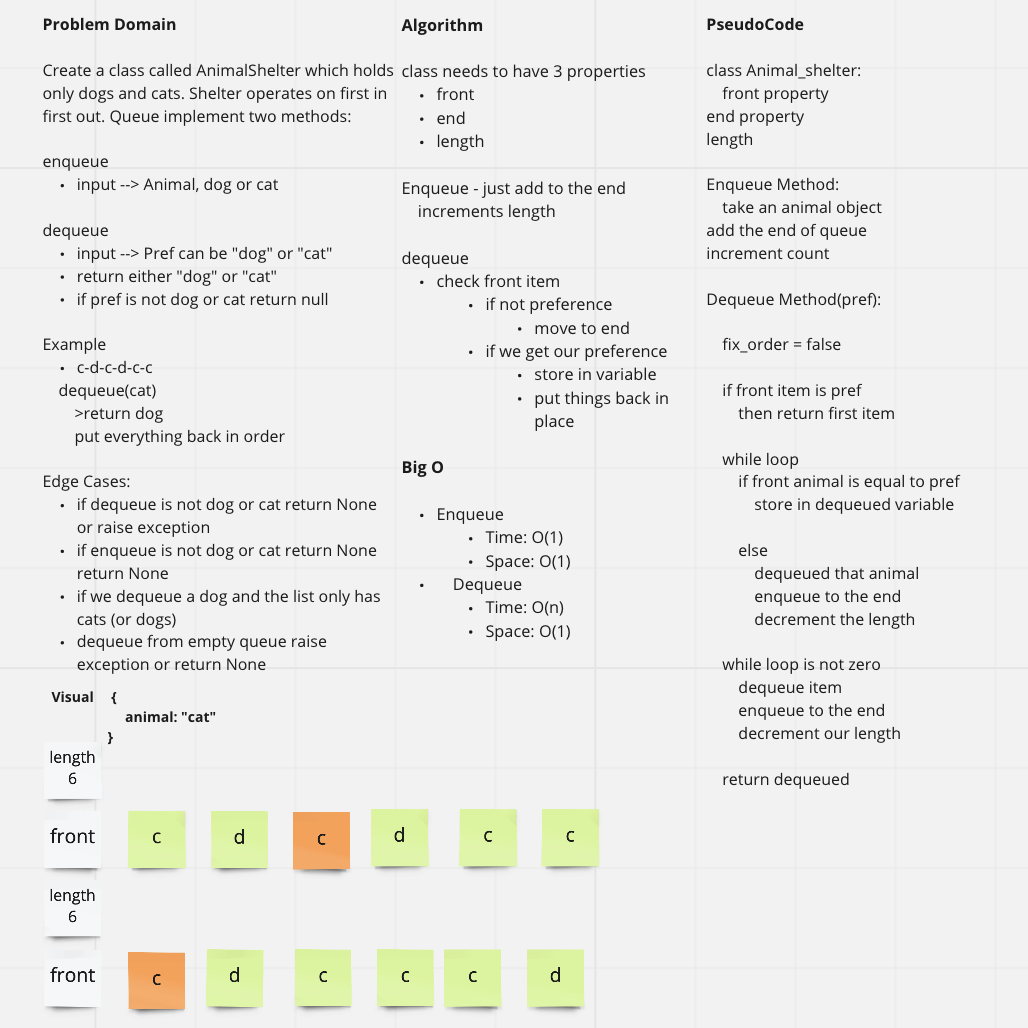 Problem Domain
Create a class called AnimalShelter which holds
only dogs and cats. Shelter operates on first in
first out. Queue implement two methods:
enqueue
• input --> Animal, dog or cat
dequeue
• input --> Pref can be "dog" or "cat"
• return either "dog" or "cat"
• if pref is not dog or cat return null
Example
• c-d-c-d-c-c
dequeue(cat)
>return dog
put everything back in order
Edge Cases:
• if dequeue is not dog or cat return None
or raise exception
• if enqueue is not dog or cat return None
return None
• if we dequeue a dog and the list only has
cats (or dogs)
• dequeue from empty queue raise
exception or return None
Algorithm
class needs to have 3 properties
• front
• end
• length
Enqueue - just add to the end
increments length
dequeue
• check front item
• if not preference
• move to end
• if we get our preference
• store in variable
• put things back in
place
Big O
• Enqueue
• Time: O(1)
• Space: O(1)
• Dequeue
• Time: O(n)
• Space: O(1)
PseudoCode
class Animal_shelter:
front property
end property
length
Enqueue Method:
take an animal object
add the end of queue
increment count
Dequeue Method(pref):
fix_order = false
if front item is pref
then return first item
while loop
if front animal is equal to pref
store in dequeued variable
else
dequeued that animal
enqueue to the end
decrement the length
while loop is not zero
dequeue item
enqueue to the end
decrement our length
return dequeued
Visual {
animal: "cat"
}
length
6
front c d c d c c
length
6
front c d c c c d